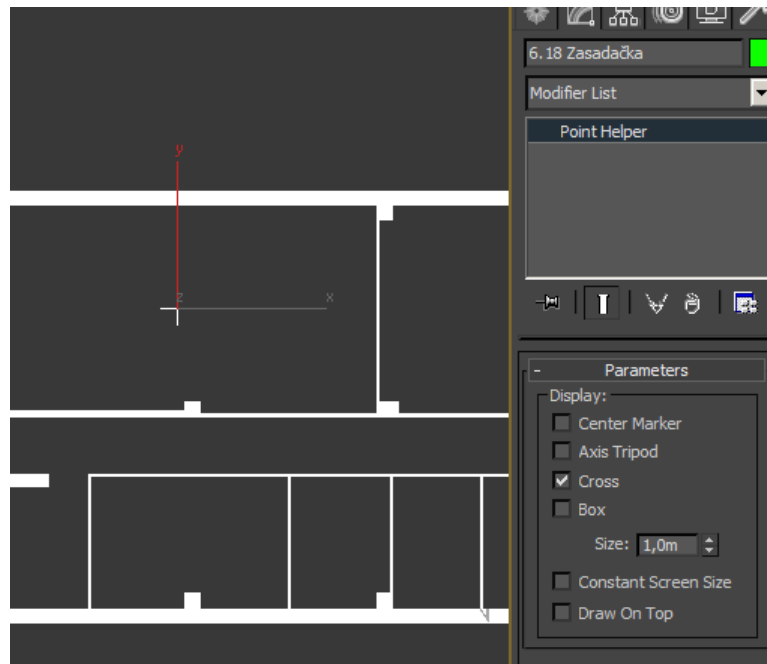 6.18 Zasadačka
Modifier List
Point Helper
y
z
x
- Parameters
Display:
Center Marker
Axis Tripod
Cross
Box
Size: 1,0m
Constant Screen Size
Draw On Top